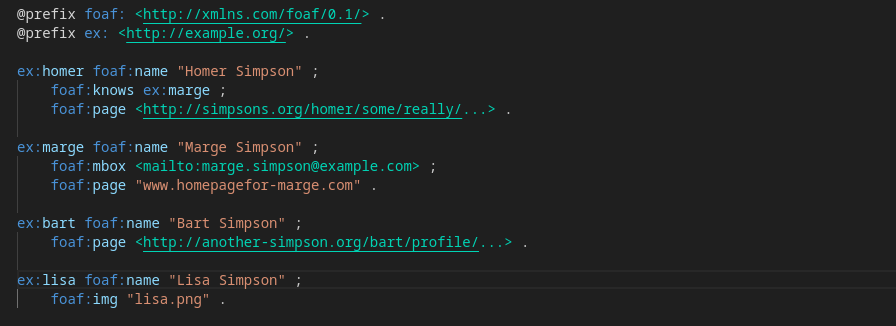 @prefix foaf: <http://xmlns.com/foaf/0.1/> .
@prefix ex: <http://example.org/> .
ex:homer foaf:name "Homer Simpson" ;
foaf:knows ex:marge ;
foaf:page <http://simpsons.org/homer/some/really/...> .
ex:marge foaf:name "Marge Simpson" ;
foaf:mbox <mailto:marge.simpson@example.com> ;
foaf:page "www.homepagefor-marge.com" .
ex:bart foaf:name "Bart Simpson" ;
foaf:page <http://another-simpson.org/bart/profile/...> .
ex:lisa foaf:name "Lisa Simpson" ;
foaf:img "lisa.png" .